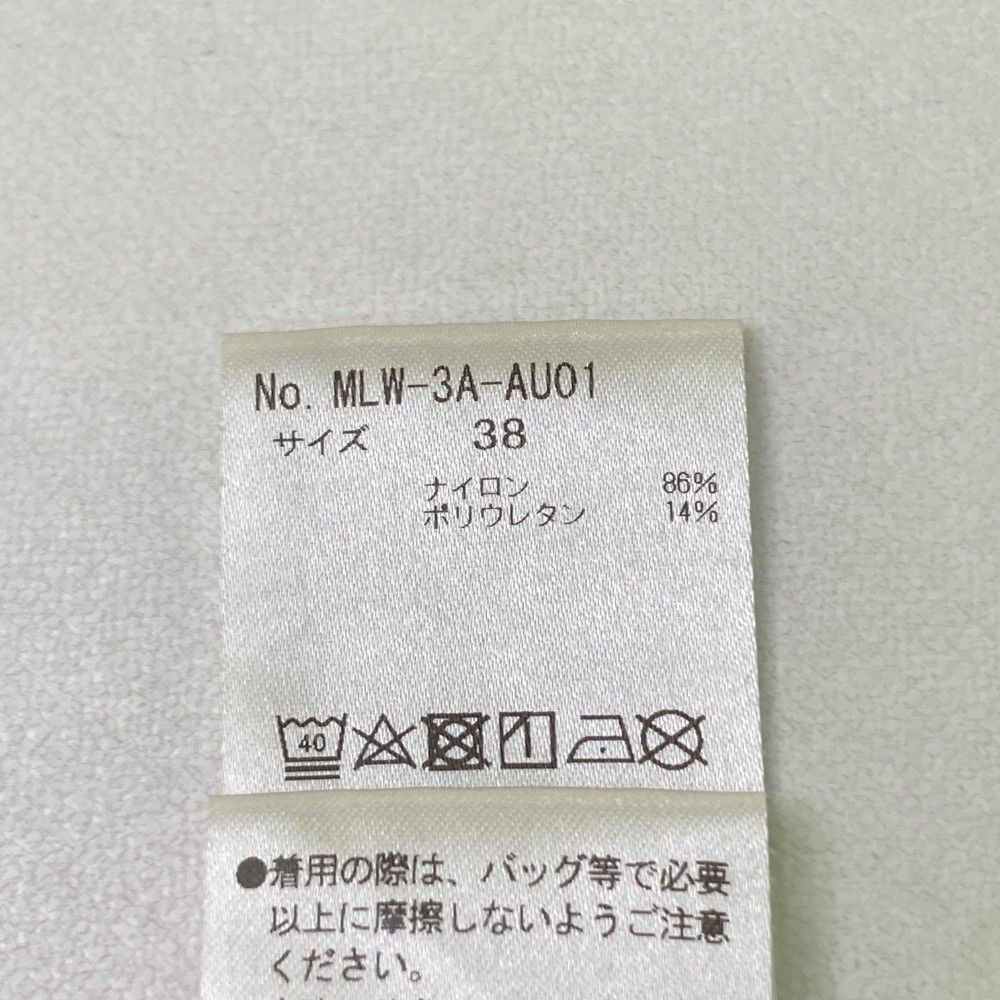 No. MLW-3A-AU01
サイズ 38
ナイロン 86%
ポリウレタン 14%
40
●着用の際は、バッグ等で必要
以上に摩擦しないようご注意
ください。